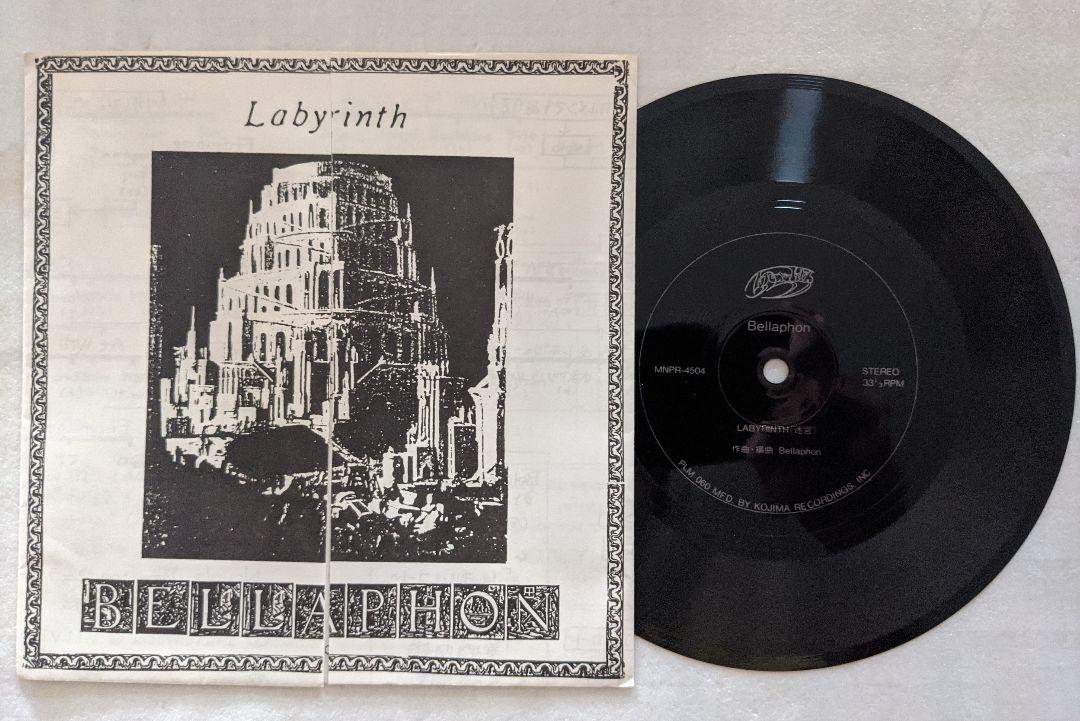 Labyrinth
BELLAPHON
Bellaphon
MNPR-4504
STEREO
33⅓RPM
LABYRINTH「迷宮」
作曲・編曲 Bellaphon
PLM 060 MFD. BY KOJIMA RECORDINGS, INC